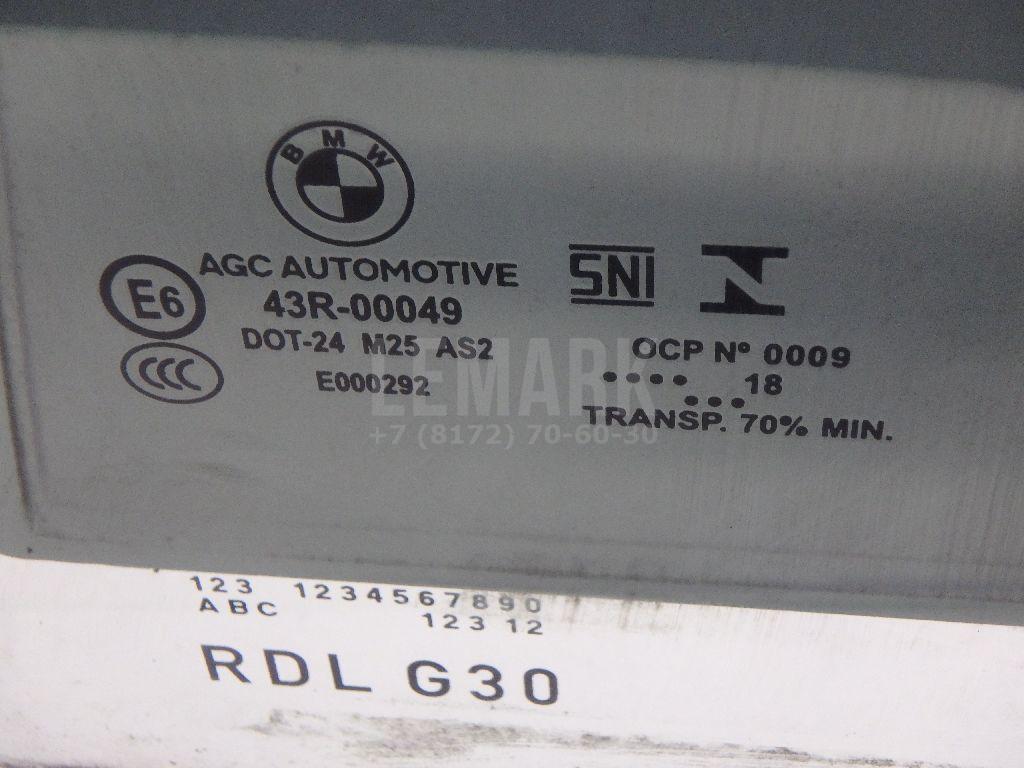 BMW
AGC AUTOMOTIVE
E6
43R-00049
DOT-24 M25 AS2
CCC
E000292
SNI
OCP Nº 0009
•••• 18
•••
TRANSP. 70% MIN.
LEMARK
+7 (8172) 70-60-30
123 1234567890
ABC 123 12
RDL G30